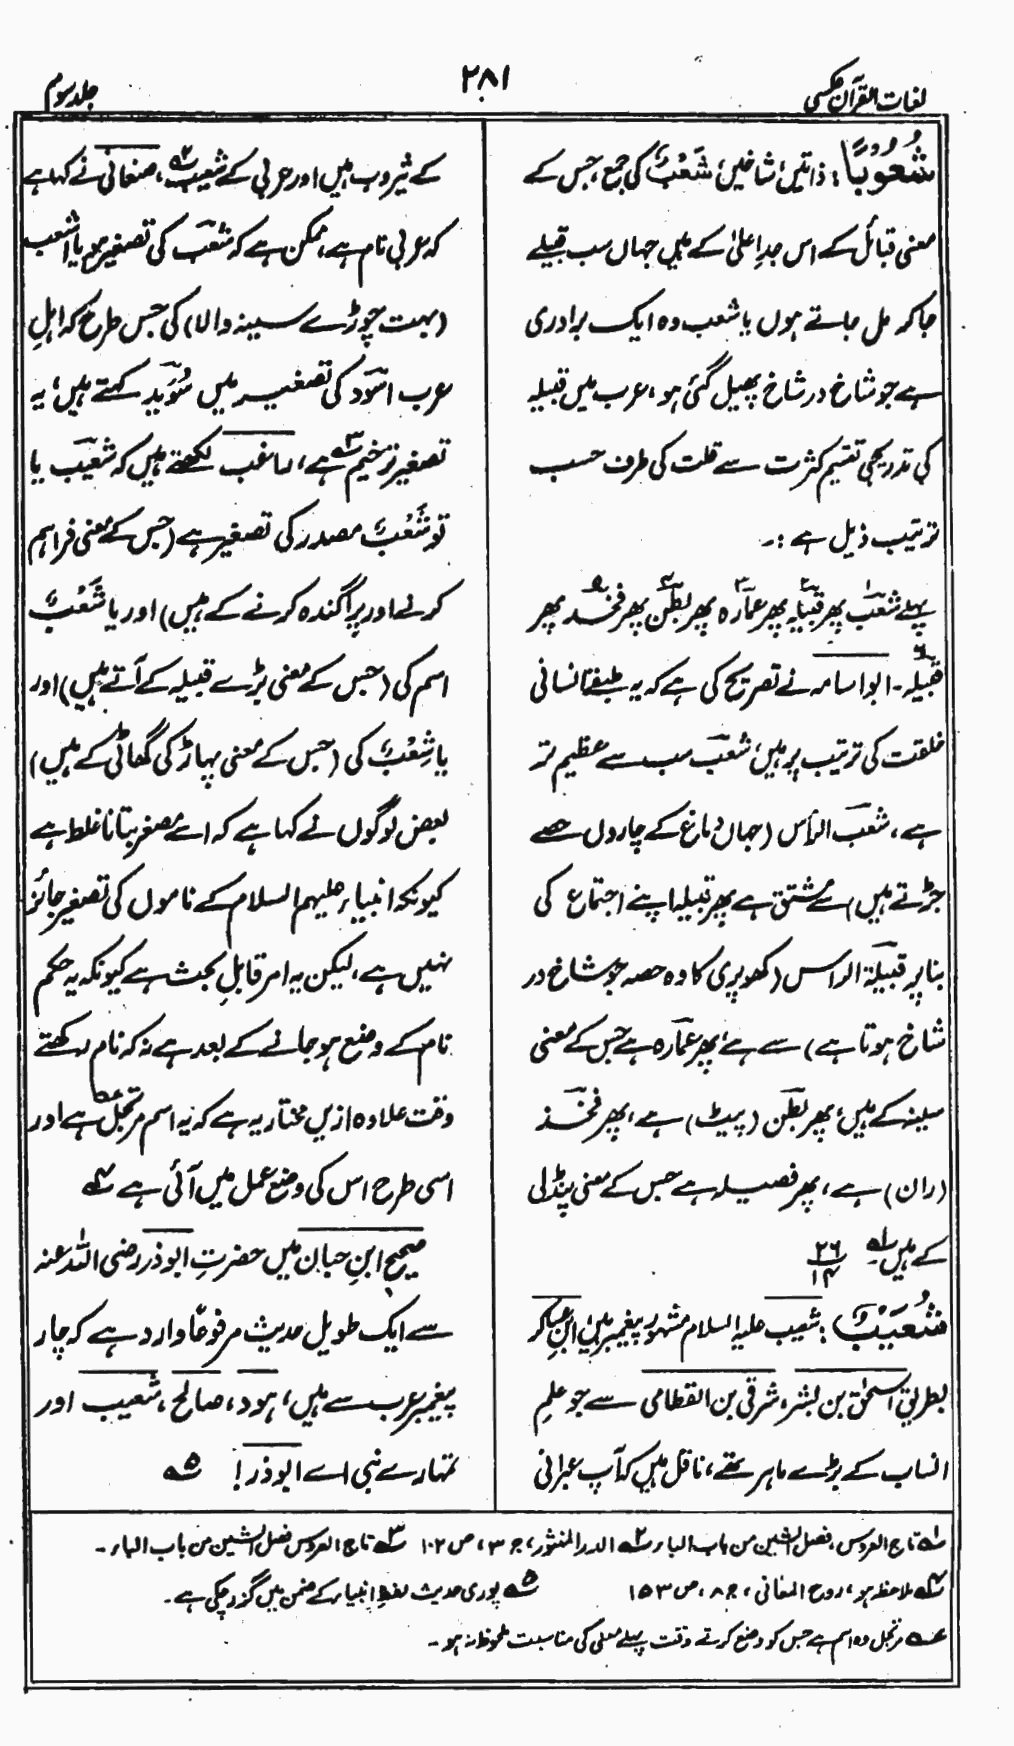 لغات القرآن عکسی
۲۸۱
جلد سوم
شُعُوْبًا: ذاتیں، شاخیں، شَعْبٌ کی جمع، جس کے
معنی قبائل کے اس جدِ اعلیٰ کے ہیں جہاں سب قبیلے
جا کر مل جاتے ہوں یا شعب وہ ایک برادری
ہے جو شاخ در شاخ پھیل گئی ہو، عرب میں قبیلہ
کی تدریجی تقسیم کثرت سے قلت کی طرف حسب
ترتیب ذیل ہے :۔
پہلے شَعب پھر قبیلہ پھر عمارہ پھر بطن پھر فخذ پھر
فصیلہ۔ ابو اسامہ نے تصریح کی ہے کہ یہ طبقے انسانی
خلقت کی ترتیب پر ہیں، شَعب سب سے عظیم تر
ہے، شَعب الرأس (جہاں دماغ کے چاروں حصے
جڑتے ہیں) سے مشتق ہے پھر قبیلہ اپنے اجتماع کی
بنا پر قبیلۃ الراس (کھوپری کا وہ حصہ جو شاخ در
شاخ ہوتا ہے) سے ہے، پھر عمارہ ہے جس کے معنی
سینہ کے ہیں، پھر بطن (پیٹ) ہے، پھر فخذ
(ران) ہے، پھر فصیلہ ہے جس کے معنی پنڈلی
کے ہیں۔ ۱؎ ۲۶/۱۴
شُعَیْبٌ: شعیب علیہ السلام مشہور پیغمبر ہیں، ابنِ عساکر
بطریق اسحٰق بن بشر، شرقی بن القطامی سے جو علمِ
انساب کے بڑے ماہر تھے، ناقل ہیں کہ آپ عبرانی
کے شیروب ہیں اور عربی کے شعیب ۲؎، صغانی نے کہا ہے
کہ عربی نام ہے، ممکن ہے کہ شعب کی تصغیر ہو یا اشعب
(بہت چوڑے سینہ والا) کی جس طرح کہ اہلِ
عرب اسود کی تصغیر میں سُوَید کہتے ہیں، یہ
تصغیر ترخیم ہے ۳؎، راغب لکھتے ہیں کہ شعیب یا
تو شَعْبٌ مصدر کی تصغیر ہے (جس کے معنی فراہم
کرنے اور پراگندہ کرنے کے ہیں) اور یا شَعْبٌ
اسم کی (جس کے معنی بڑے قبیلہ کے آتے ہیں) اور
یا شِعْبٌ کی (جس کے معنی پہاڑ کی گھاٹی کے ہیں)
بعض لوگوں نے کہا ہے کہ اسے مصغر بتانا غلط ہے
کیونکہ انبیاء علیہم السلام کے ناموں کی تصغیر جائز
نہیں ہے، لیکن یہ امر قابلِ بحث ہے کیونکہ یہ حکم
نام کے وضع ہو جانے کے بعد ہے نہ کہ نام رکھتے
وقت علاوہ ازیں مختار یہ ہے کہ یہ اسم مرتجل عہ ہے اور
اسی طرح اس کی وضع عمل میں آئی ہے ۴؎
صحیح ابنِ حبان میں حضرتِ ابوذر رضی اللہ عنہ
سے ایک طویل حدیث مرفوعًا وارد ہے کہ چار
پیغمبر عرب سے ہیں، ہود، صالح، شعیب اور
تمہارے نبی اے ابوذر! ۵؎
۱؎ تاج العروس، فصل الشین من باب الباء ۲؎ الدر المنثور، ج ۳، ص ۱۰۲ ۳؎ تاج العروس فصل الشین من باب الباء۔
۴؎ ملاحظہ ہو، روح المعانی، ج ۸، ص ۱۵۳ ۵؎ پوری حدیث لفظ انبیاء کے ضمن میں گزر چکی ہے۔
عہ مرتجل وہ اسم ہے جس کو وضع کرتے وقت پہلے معنی کی مناسبت ملحوظ نہ ہو۔